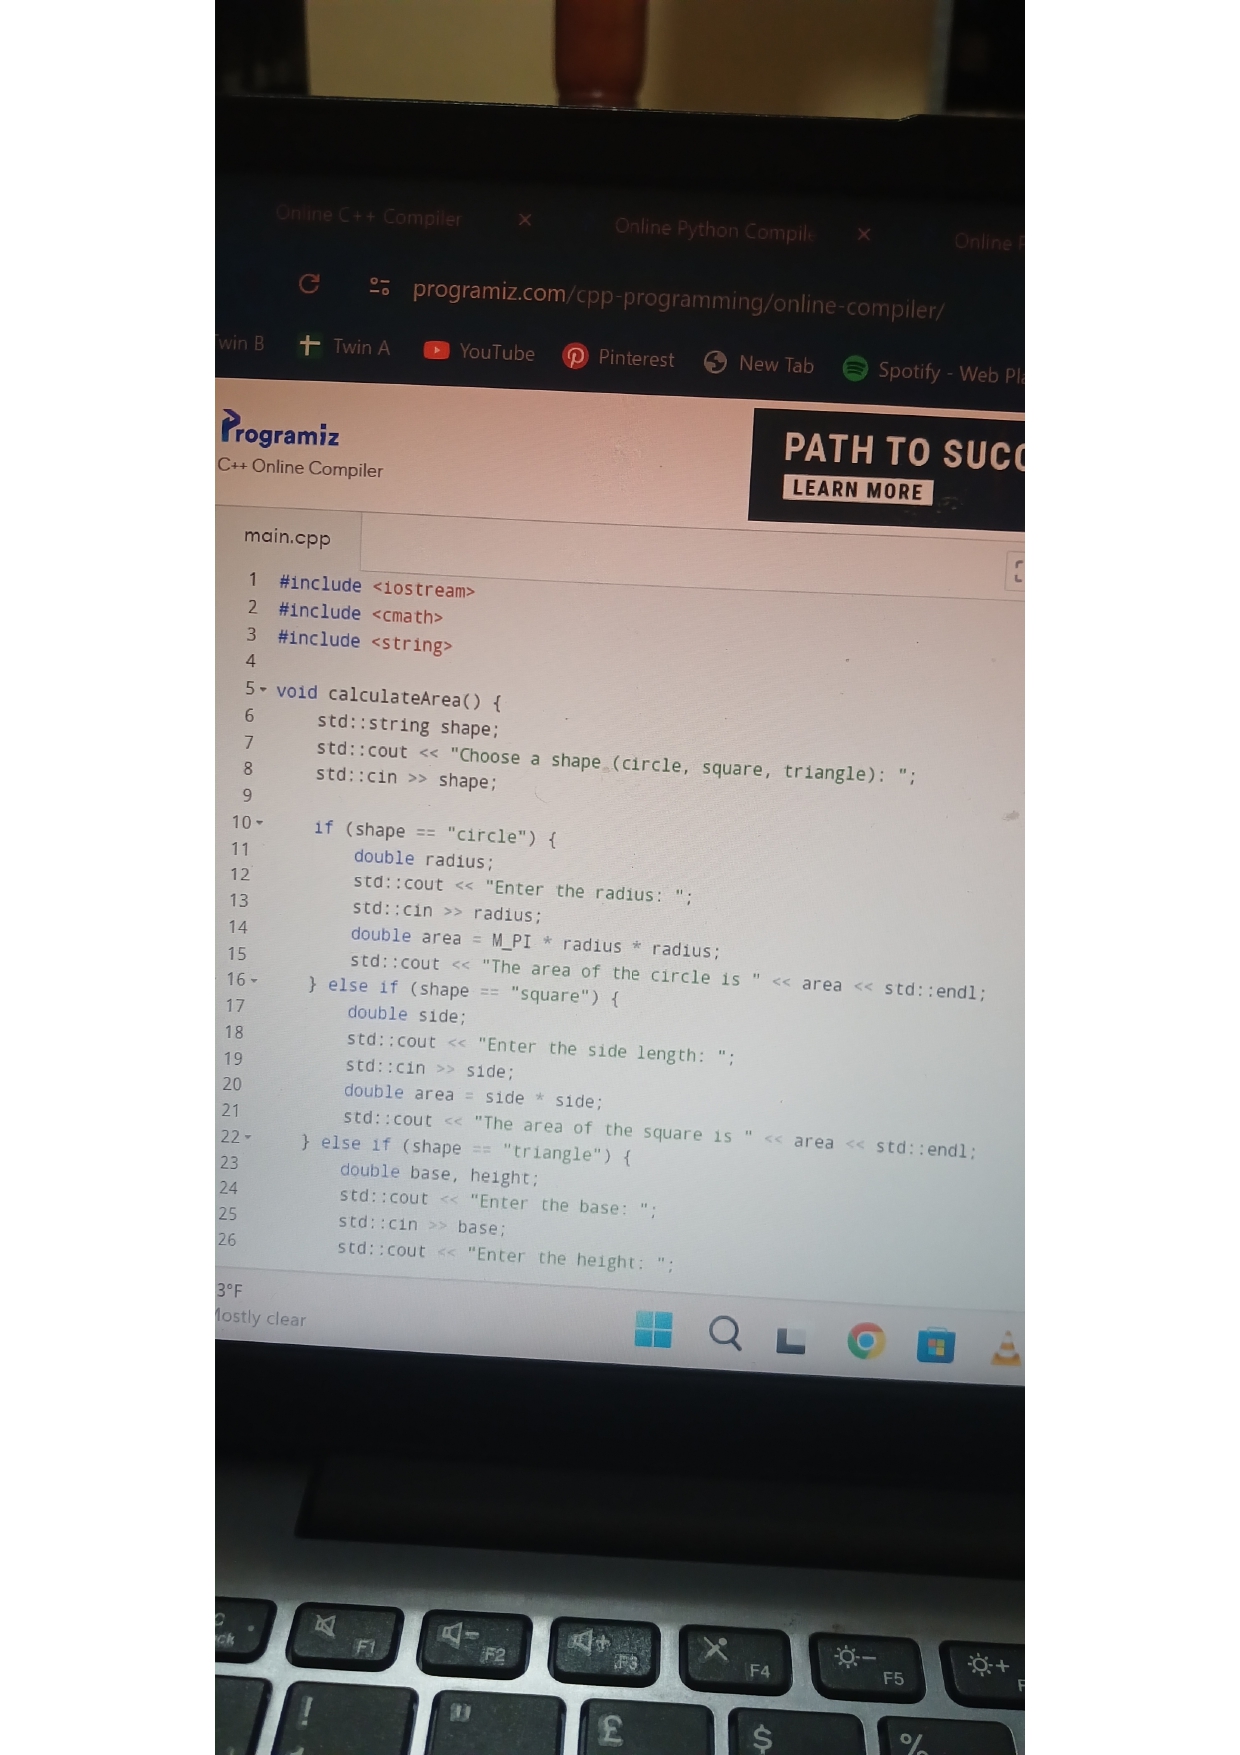 Online C++ Compiler
Online Python Compile
Online
programiz.com/cpp-programming/online-compiler/
win B
Twin A
YouTube
Pinterest
New Tab
Spotify - Web Pla
Programiz
C++ Online Compiler
PATH TO SUCC
LEARN MORE
main.cpp
1 #include <iostream>
2 #include <cmath>
3 #include <string>
4
5 void calculateArea() {
6 std::string shape;
7 std::cout << "Choose a shape (circle, square, triangle): ";
8 std::cin >> shape;
9
10 if (shape == "circle") {
11 double radius;
12 std::cout << "Enter the radius: ";
13 std::cin >> radius;
14 double area = M_PI * radius * radius;
15 std::cout << "The area of the circle is " << area << std::endl;
16 } else if (shape == "square") {
17 double side;
18 std::cout << "Enter the side length: ";
19 std::cin >> side;
20 double area = side * side;
21 std::cout << "The area of the square is " << area << std::endl;
22 } else if (shape == "triangle") {
23 double base, height;
24 std::cout << "Enter the base: ";
25 std::cin >> base;
26 std::cout << "Enter the height: ";
3°F
Mostly clear
F1
F2
F3
F4
F5
!
"
£
$
%